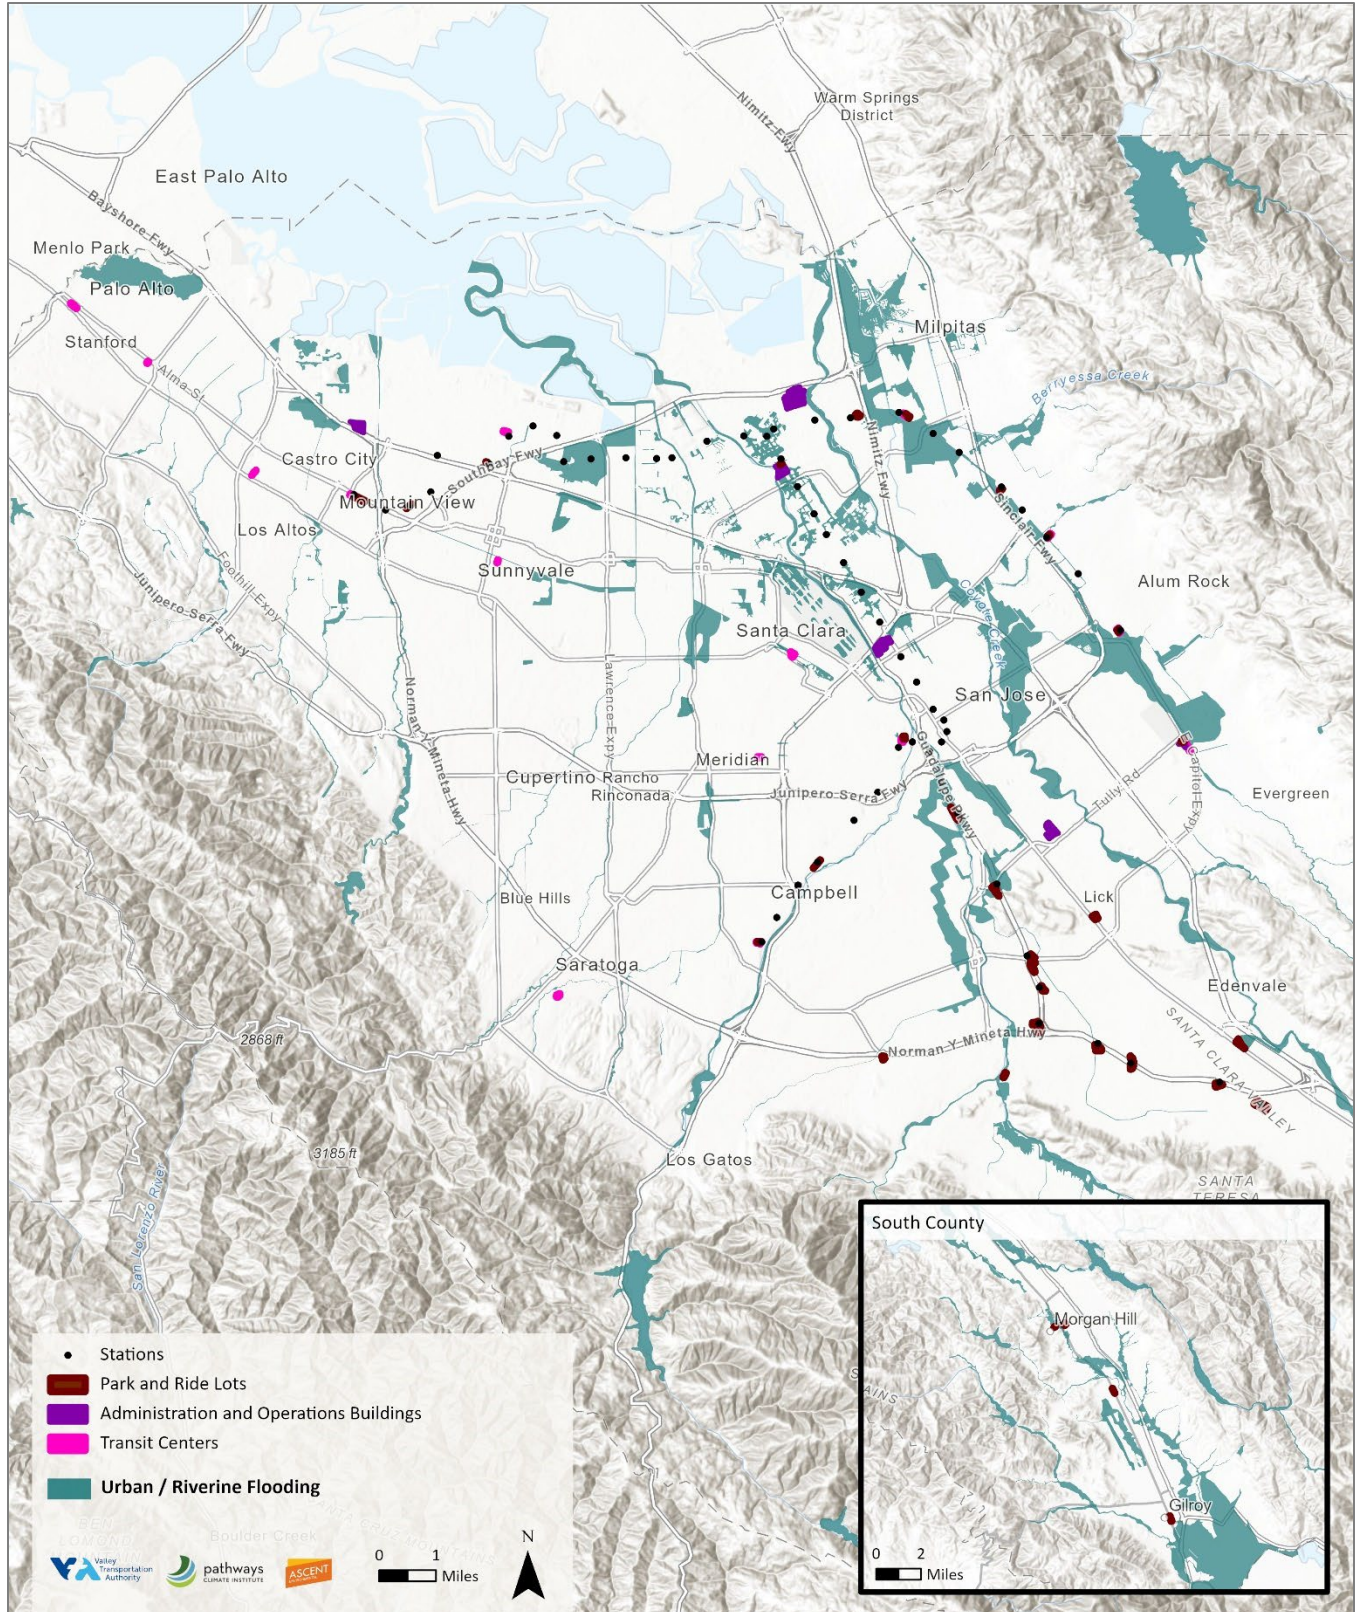 Warm Springs
District
Nimitz Fwy
East Palo Alto
Bayshore Fwy
Menlo Park
Palo Alto
Stanford
Alma St
Milpitas
Berryessa Creek
Castro City
SouthBay Fwy
Nimitz Fwy
Mountain View
Los Altos
Sinclair Fwy
Foothill Expy
Junipero Serra Fwy
Sunnyvale
Alum Rock
Coyote Creek
Santa Clara
Lawrence Expy
Norman Y Mineta Hwy
San Jose
Guadalupe Pkwy
Meridian
Cupertino
Rancho
Rinconada
Junipero Serra Fwy
Tully Rd
E Capitol Expy
Evergreen
Campbell
Blue Hills
Lick
Saratoga
Edenvale
SANTA CLARA VALLEY
2868 ft
Norman Y Mineta Hwy
3185 ft
Los Gatos
San Lorenzo River
SANTA
TERESA
South County
Morgan Hill
AINS
Gilroy
0 2
Miles
Stations
Park and Ride Lots
Administration and Operations Buildings
Transit Centers
Urban / Riverine Flooding
BEN
LOMOND
Boulder Creek
VTA
Valley
Transportation
Authority
pathways
CLIMATE INSTITUTE
ASCENT
0 1
Miles
N